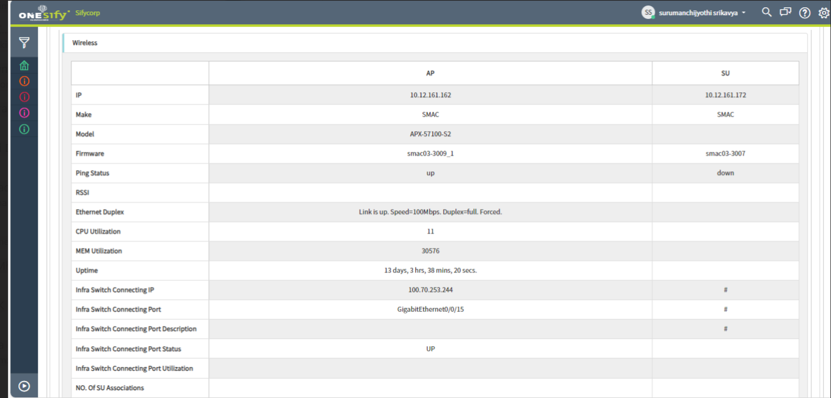 ONESIfy Sifycorp
SS surumanchijyothi srikavya
Wireless
AP SU
IP 10.12.161.162 10.12.161.172
Make SMAC SMAC
Model APX-57100-52
Firmware smac03-3009_1 smac03-3007
Ping Status up down
RSSI
Ethernet Duplex Link is up. Speed=100Mbps. Duplex=full. Forced.
CPU Utilization 11
MEM Utilization 30576
Uptime 13 days, 3 hrs, 38 mins, 20 secs.
Infra Switch Connecting IP 100.70.253.244 #
Infra Switch Connecting Port GigabitEthernet0/0/15 #
Infra Switch Connecting Port Description #
Infra Switch Connecting Port Status UP
Infra Switch Connecting Port Utilization
NO. Of SU Associations